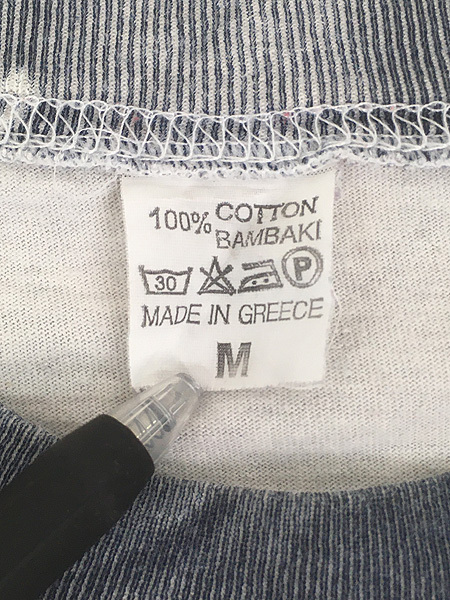 100% COTTON
BAMBAKI
30 P
MADE IN GREECE
M